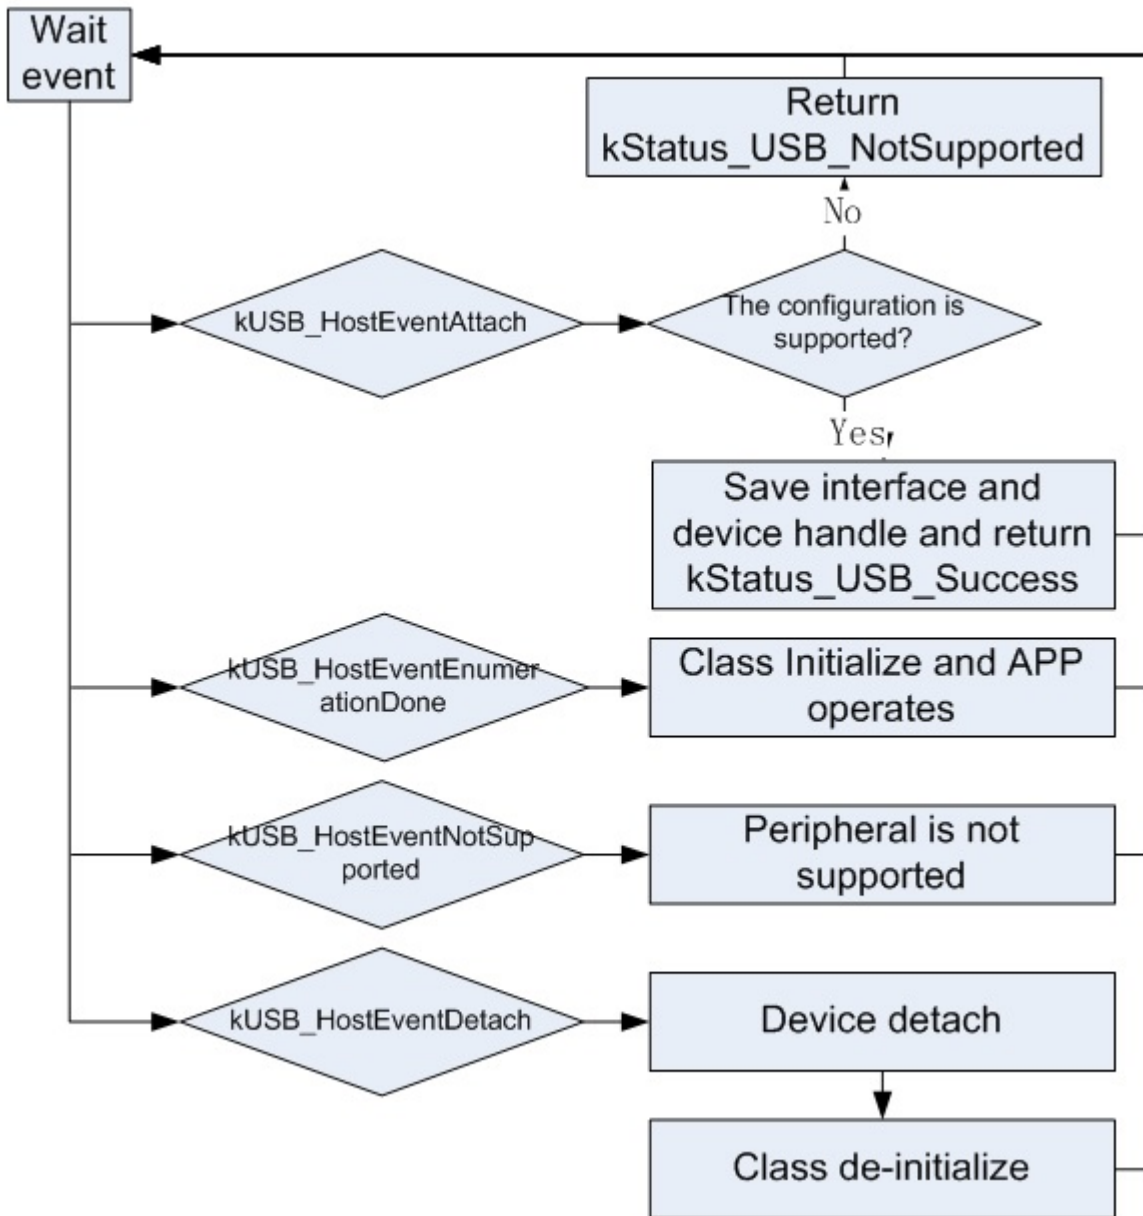 Wait
event
Return
kStatus_USB_NotSupported
No
kUSB_HostEventAttach
The configuration is
supported?
Yes
Save interface and
device handle and return
kStatus_USB_Success
kUSB_HostEventEnumer
ationDone
Class Initialize and APP
operates
kUSB_HostEventNotSup
ported
Peripheral is not
supported
kUSB_HostEventDetach
Device detach
Class de-initialize